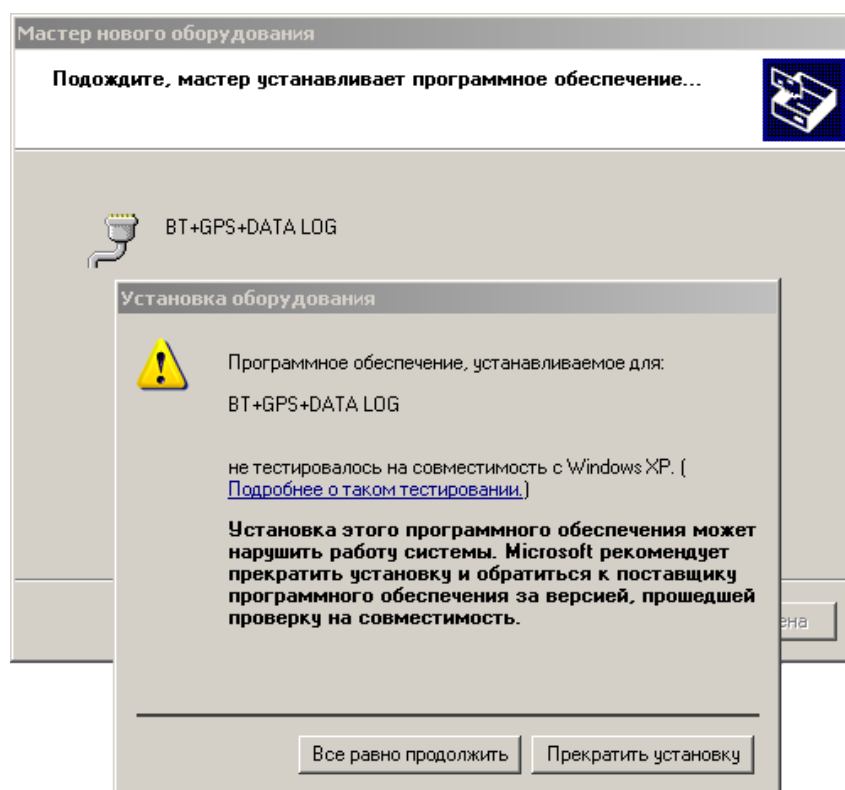 Мастер нового оборудования
Подождите, мастер устанавливает программное обеспечение...
BT+GPS+DATA LOG
Установка оборудования
Программное обеспечение, устанавливаемое для:
BT+GPS+DATA LOG
не тестировалось на совместимость с Windows XP. (
Подробнее о таком тестировании.)
Установка этого программного обеспечения может
нарушить работу системы. Microsoft рекомендует
прекратить установку и обратиться к поставщику
программного обеспечения за версией, прошедшей
проверку на совместимость.
Все равно продолжить
Прекратить установку